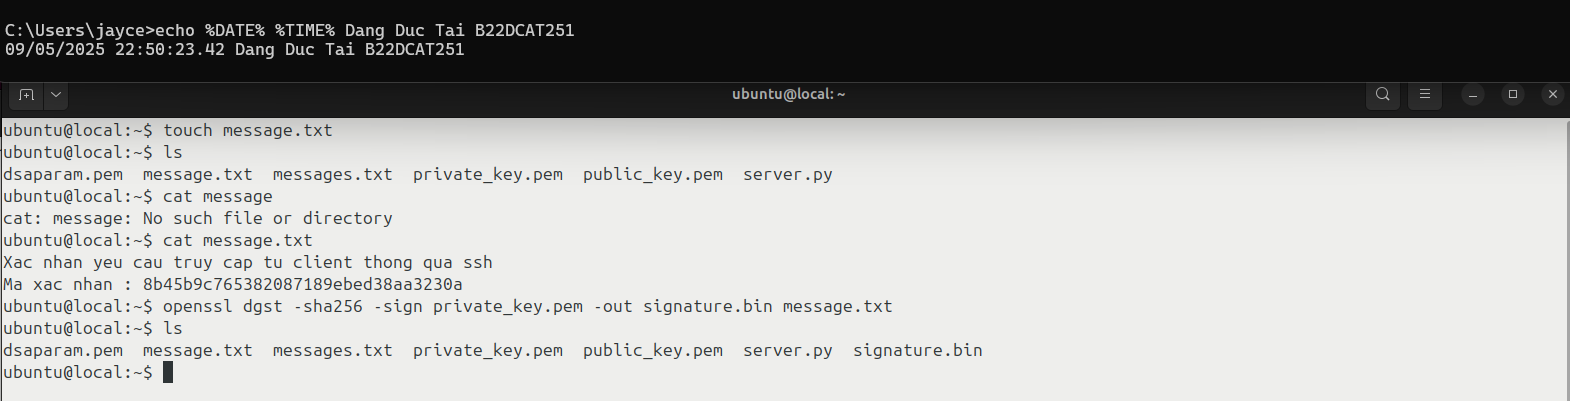 C:\Users\jayce>echo %DATE% %TIME% Dang Duc Tai B22DCAT251
09/05/2025 22:50:23.42 Dang Duc Tai B22DCAT251
ubuntu@local: ~
ubuntu@local:~$ touch message.txt
ubuntu@local:~$ ls
dsaparam.pem  message.txt  messages.txt  private_key.pem  public_key.pem  server.py
ubuntu@local:~$ cat message
cat: message: No such file or directory
ubuntu@local:~$ cat message.txt
Xac nhan yeu cau truy cap tu client thong qua ssh
Ma xac nhan : 8b45b9c765382087189ebed38aa3230a
ubuntu@local:~$ openssl dgst -sha256 -sign private_key.pem -out signature.bin message.txt
ubuntu@local:~$ ls
dsaparam.pem  message.txt  messages.txt  private_key.pem  public_key.pem  server.py  signature.bin
ubuntu@local:~$